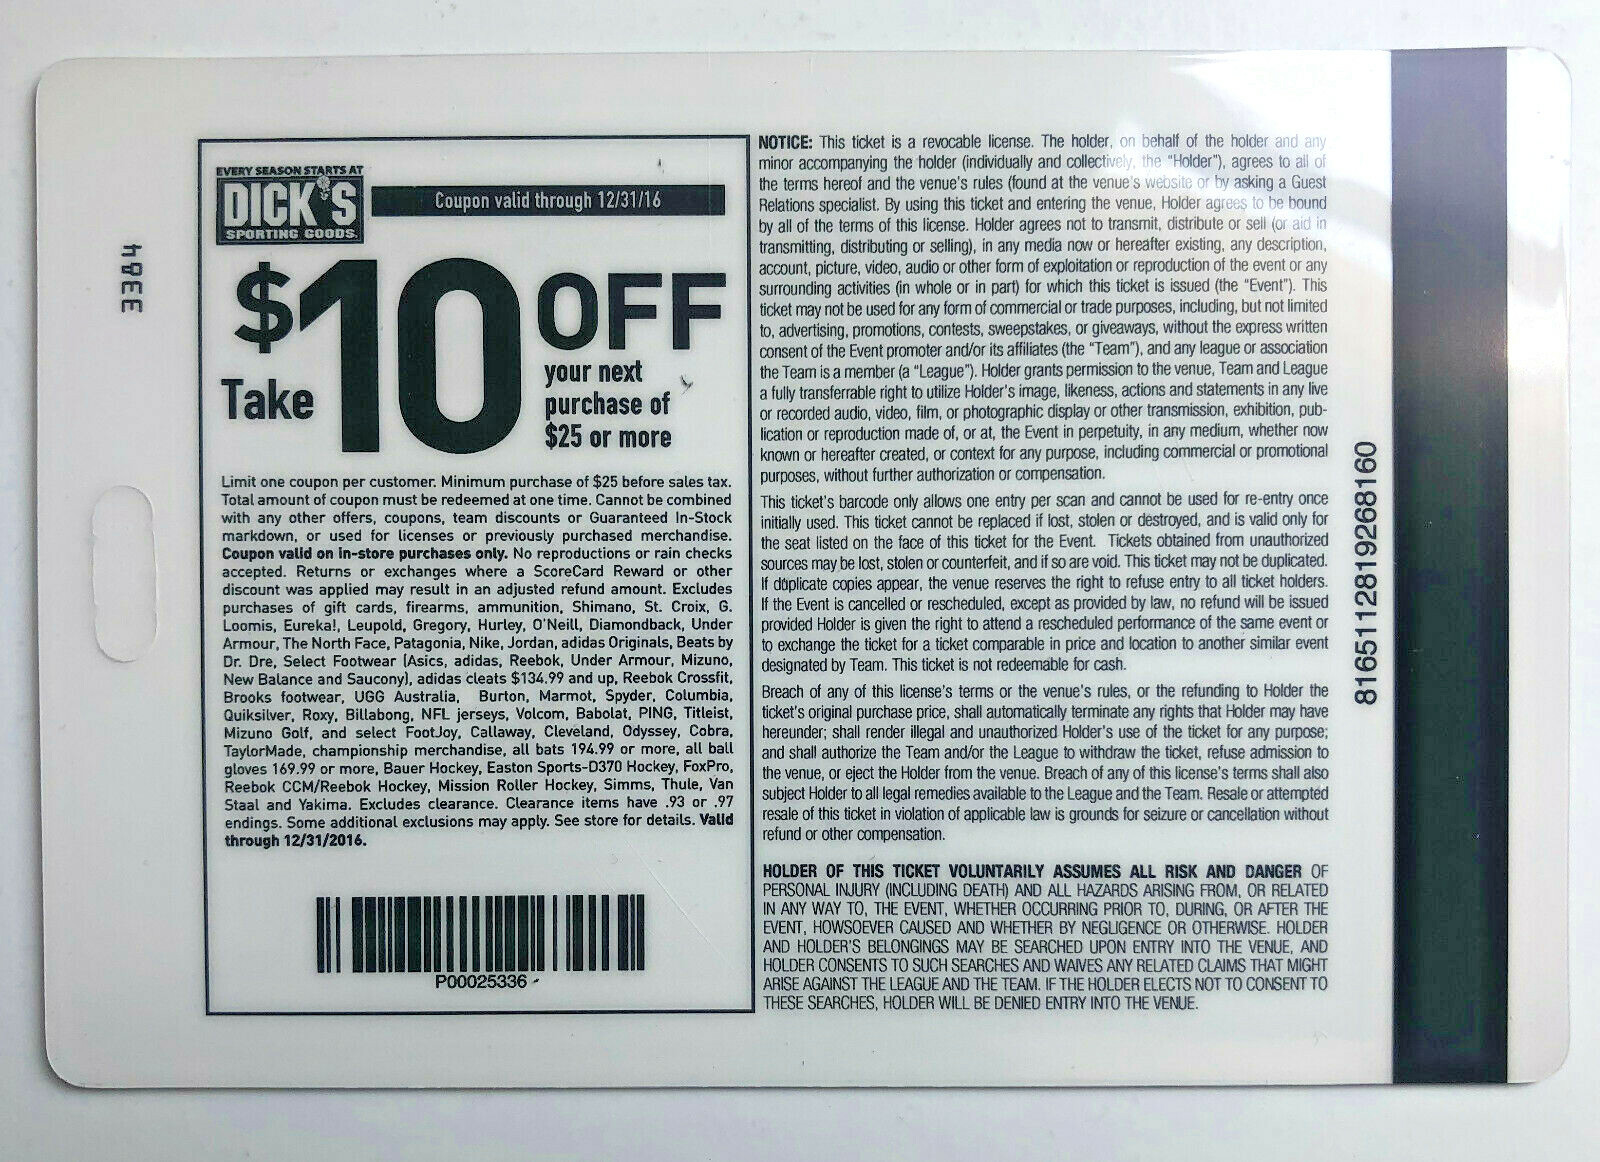 3384
EVERY SEASON STARTS AT
DICK'S
SPORTING GOODS.
Coupon valid through 12/31/16
$10 OFF
Take
your next
purchase of
$25 or more
Limit one coupon per customer. Minimum purchase of $25 before sales tax.
Total amount of coupon must be redeemed at one time. Cannot be combined
with any other offers, coupons, team discounts or Guaranteed In-Stock
markdown, or used for licenses or previously purchased merchandise.
Coupon valid on in-store purchases only. No reproductions or rain checks
accepted. Returns or exchanges where a ScoreCard Reward or other
discount was applied may result in an adjusted refund amount. Excludes
purchases of gift cards, firearms, ammunition, Shimano, St. Croix, G.
Loomis, Eureka!, Leupold, Gregory, Hurley, O'Neill, Diamondback, Under
Armour, The North Face, Patagonia, Nike, Jordan, adidas Originals, Beats by
Dr. Dre, Select Footwear (Asics, adidas, Reebok, Under Armour, Mizuno,
New Balance and Saucony), adidas cleats $134.99 and up, Reebok Crossfit,
Brooks footwear, UGG Australia, Burton, Marmot, Spyder, Columbia,
Quiksilver, Roxy, Billabong, NFL jerseys, Volcom, Babolat, PING, Titleist,
Mizuno Golf, and select FootJoy, Callaway, Cleveland, Odyssey, Cobra,
TaylorMade, championship merchandise, all bats 194.99 or more, all ball
gloves 169.99 or more, Bauer Hockey, Easton Sports-D370 Hockey, FoxPro,
Reebok CCM/Reebok Hockey, Mission Roller Hockey, Simms, Thule, Van
Staal and Yakima. Excludes clearance. Clearance items have .93 or .97
endings. Some additional exclusions may apply. See store for details. Valid
through 12/31/2016.
P00025336
NOTICE: This ticket is a revocable license. The holder, on behalf of the holder and any
minor accompanying the holder (individually and collectively, the "Holder"), agrees to all of
the terms hereof and the venue's rules (found at the venue's website or by asking a Guest
Relations specialist. By using this ticket and entering the venue, Holder agrees to be bound
by all of the terms of this license. Holder agrees not to transmit, distribute or sell (or aid in
transmitting, distributing or selling), in any media now or hereafter existing, any description,
account, picture, video, audio or other form of exploitation or reproduction of the event or any
surrounding activities (in whole or in part) for which this ticket is issued (the "Event"). This
ticket may not be used for any form of commercial or trade purposes, including, but not limited
to, advertising, promotions, contests, sweepstakes, or giveaways, without the express written
consent of the Event promoter and/or its affiliates (the "Team"), and any league or association
the Team is a member (a "League"). Holder grants permission to the venue, Team and League
a fully transferrable right to utilize Holder's image, likeness, actions and statements in any live
or recorded audio, video, film, or photographic display or other transmission, exhibition, pub-
lication or reproduction made of, or at, the Event in perpetuity, in any medium, whether now
known or hereafter created, or context for any purpose, including commercial or promotional
purposes, without further authorization or compensation.
This ticket's barcode only allows one entry per scan and cannot be used for re-entry once
initially used. This ticket cannot be replaced if lost, stolen or destroyed, and is valid only for
the seat listed on the face of this ticket for the Event. Tickets obtained from unauthorized
sources may be lost, stolen or counterfeit, and if so are void. This ticket may not be duplicated.
If duplicate copies appear, the venue reserves the right to refuse entry to all ticket holders.
If the Event is cancelled or rescheduled, except as provided by law, no refund will be issued
provided Holder is given the right to attend a rescheduled performance of the same event or
to exchange the ticket for a ticket comparable in price and location to another similar event
designated by Team. This ticket is not redeemable for cash.
Breach of any of this license's terms or the venue's rules, or the refunding to Holder the
ticket's original purchase price, shall automatically terminate any rights that Holder may have
hereunder; shall render illegal and unauthorized Holder's use of the ticket for any purpose;
and shall authorize the Team and/or the League to withdraw the ticket, refuse admission to
the venue, or eject the Holder from the venue. Breach of any of this license's terms shall also
subject Holder to all legal remedies available to the League and the Team. Resale or attempted
resale of this ticket in violation of applicable law is grounds for seizure or cancellation without
refund or other compensation.
HOLDER OF THIS TICKET VOLUNTARILY ASSUMES ALL RISK AND DANGER OF
PERSONAL INJURY (INCLUDING DEATH) AND ALL HAZARDS ARISING FROM, OR RELATED
IN ANY WAY TO, THE EVENT, WHETHER OCCURRING PRIOR TO, DURING, OR AFTER THE
EVENT, HOWSOEVER CAUSED AND WHETHER BY NEGLIGENCE OR OTHERWISE. HOLDER
AND HOLDER'S BELONGINGS MAY BE SEARCHED UPON ENTRY INTO THE VENUE, AND
HOLDER CONSENTS TO SUCH SEARCHES AND WAIVES ANY RELATED CLAIMS THAT MIGHT
ARISE AGAINST THE LEAGUE AND THE TEAM. IF THE HOLDER ELECTS NOT TO CONSENT TO
THESE SEARCHES, HOLDER WILL BE DENIED ENTRY INTO THE VENUE.
81651128192268160